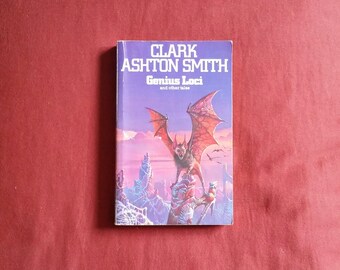 CLARK
ASHTON SMITH
Genius Loci
and other tales